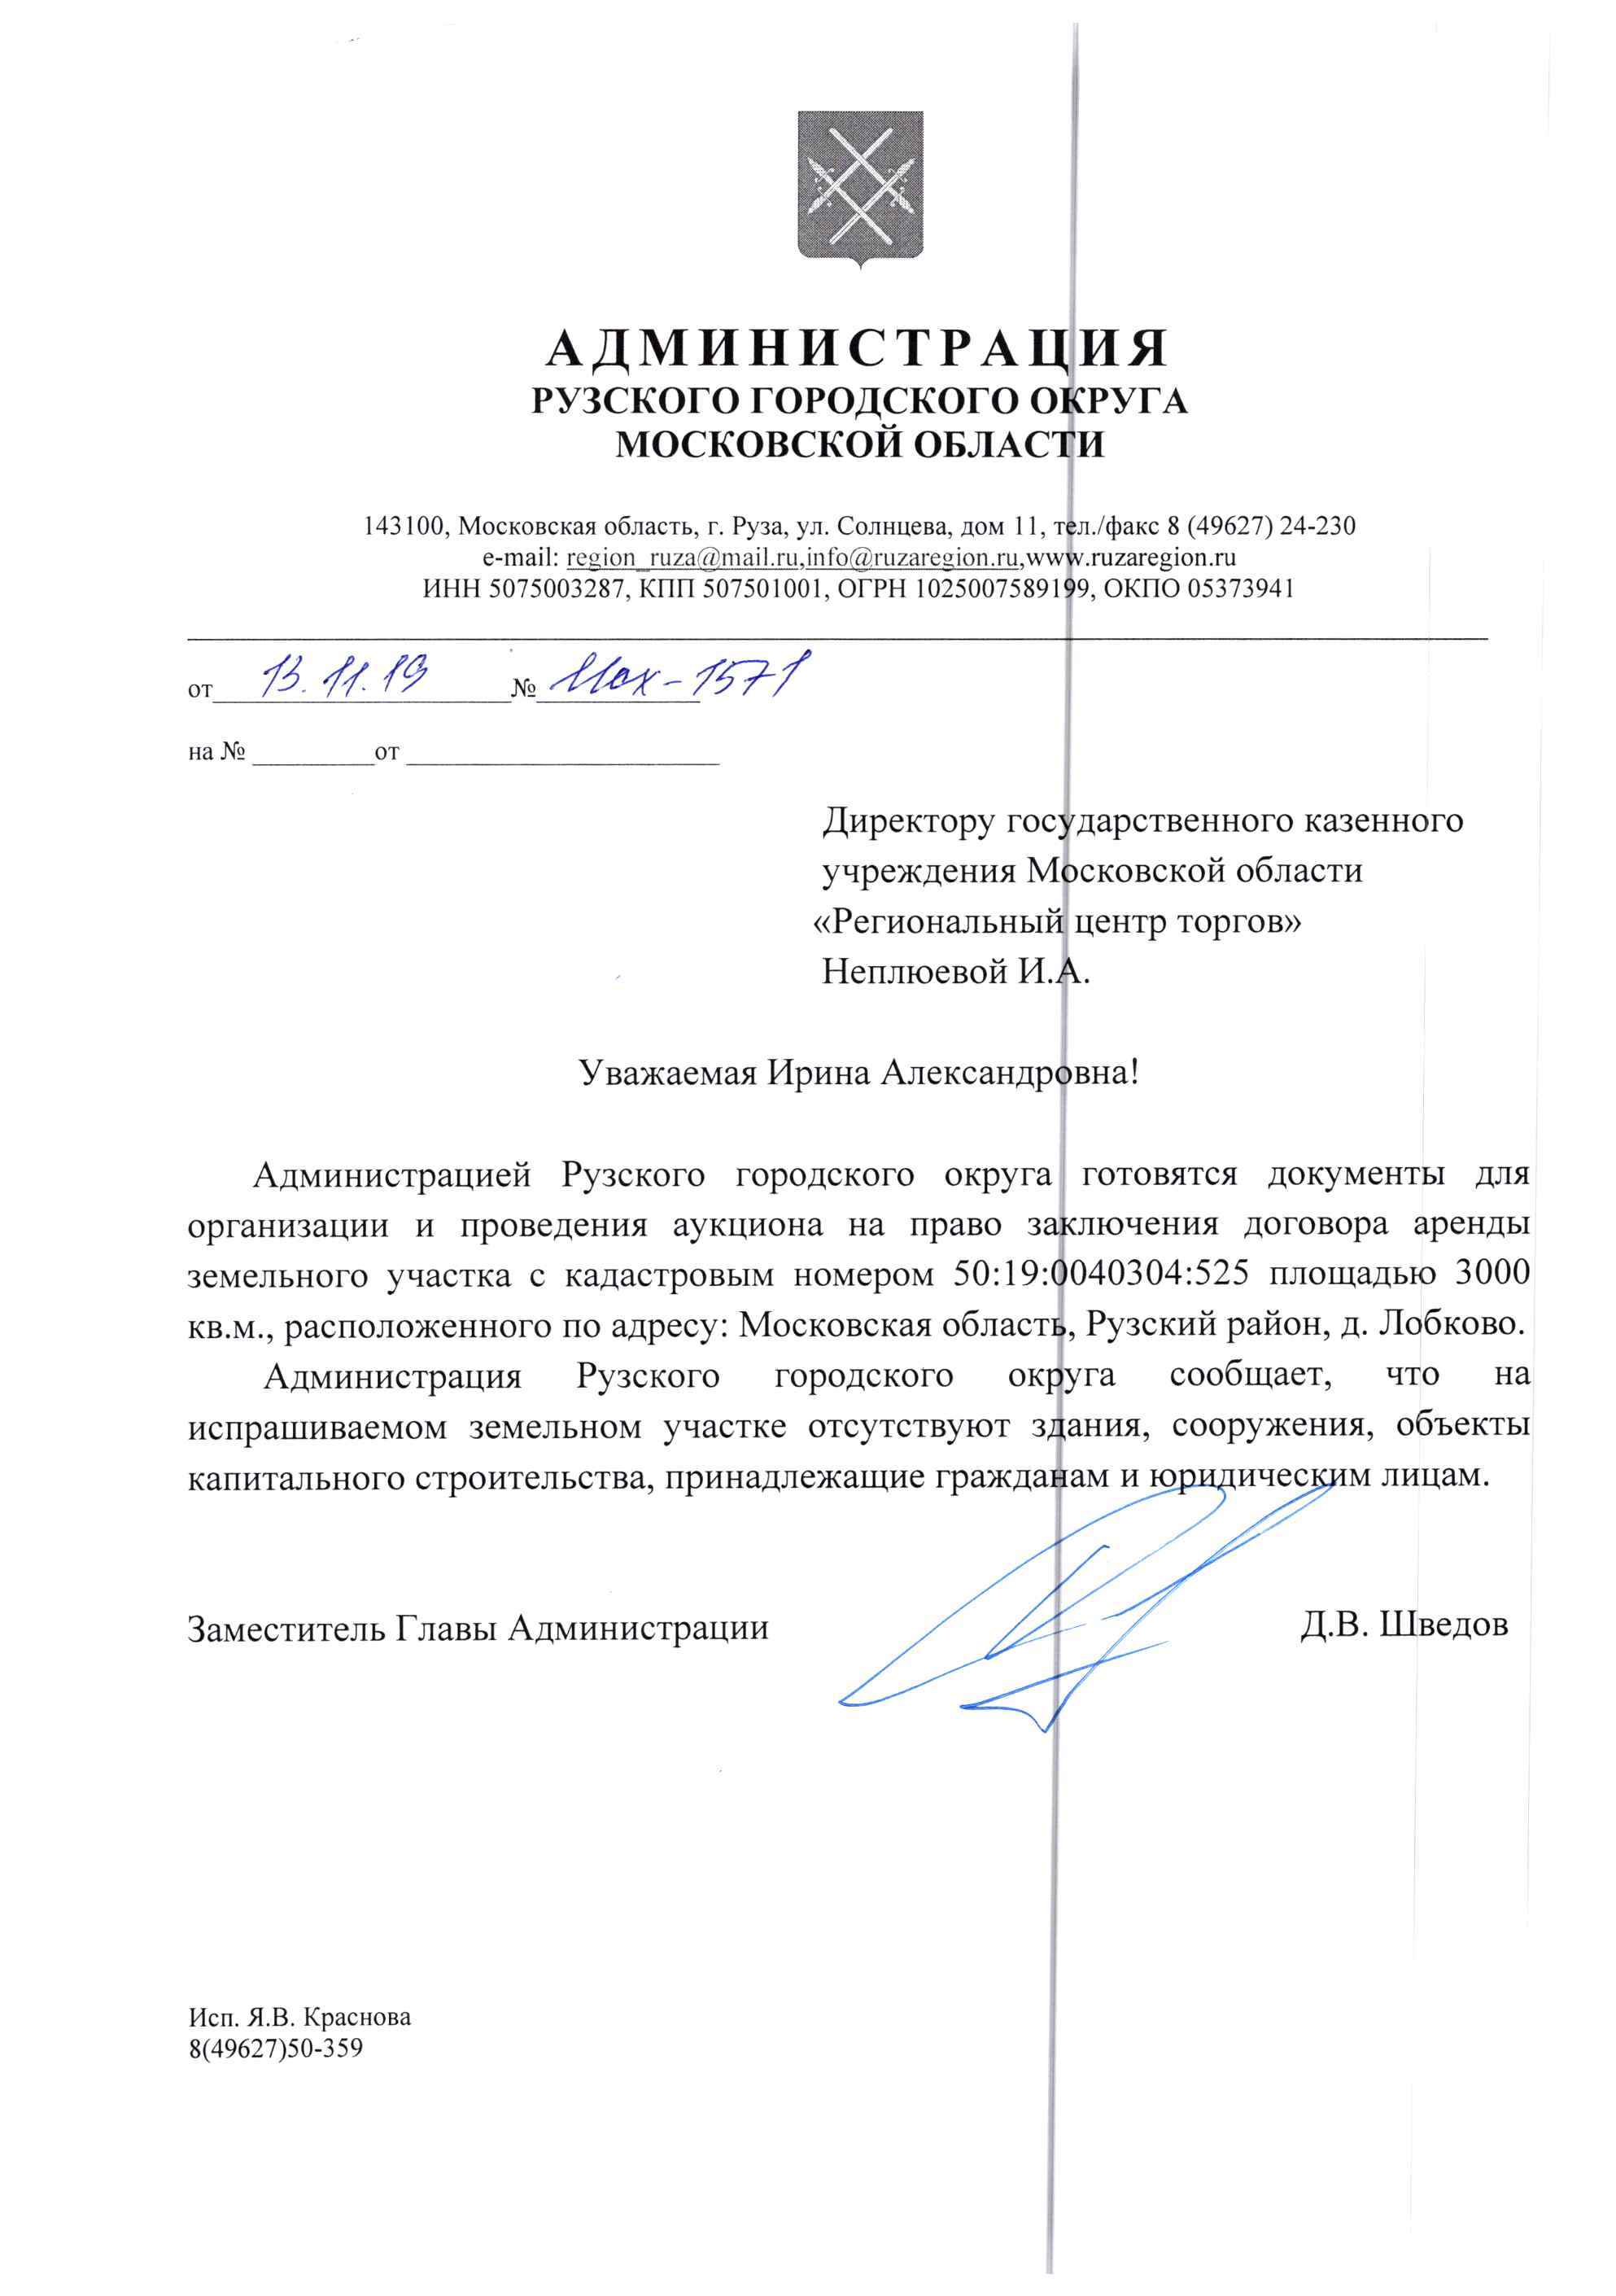 АДМИНИСТРАЦИЯ
РУЗСКОГО ГОРОДСКОГО ОКРУГА
МОСКОВСКОЙ ОБЛАСТИ
143100, Московская область, г. Руза, ул. Солнцева, дом 11, тел./факс 8 (49627) 24-230
e-mail: region_ruza@mail.ru,info@ruzaregion.ru,www.ruzaregion.ru
ИНН 5075003287, КПП 507501001, ОГРН 1025007589199, ОКПО 05373941
от 13.11.19 № Исх-1571
на № от
Директору государственного казенного
учреждения Московской области
«Региональный центр торгов»
Неплюевой И.А.
Уважаемая Ирина Александровна!
Администрацией Рузского городского округа готовятся документы для
организации и проведения аукциона на право заключения договора аренды
земельного участка с кадастровым номером 50:19:0040304:525 площадью 3000
кв.м., расположенного по адресу: Московская область, Рузский район, д. Лобково.
Администрация Рузского городского округа сообщает, что на
испрашиваемом земельном участке отсутствуют здания, сооружения, объекты
капитального строительства, принадлежащие гражданам и юридическим лицам.
Заместитель Главы Администрации Д.В. Шведов
Исп. Я.В. Краснова
8(49627)50-359